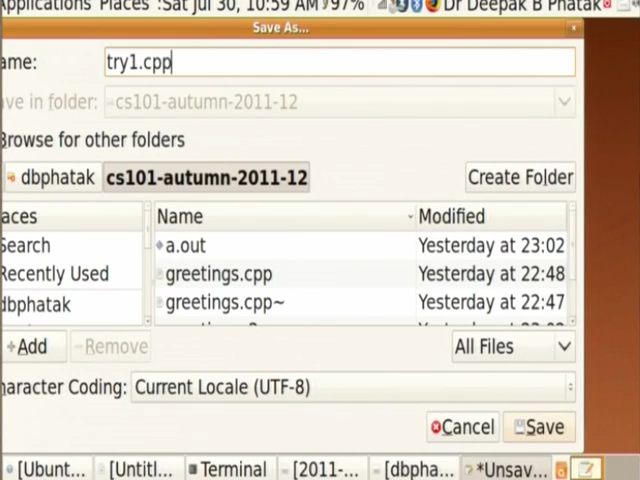 Applications Places :Sat Jul 30, 10:59 AM 97% Dr Deepak B Phatak
Save As...
ame: try1.cpp
ve in folder: cs101-autumn-2011-12
Browse for other folders
dbphatak cs101-autumn-2011-12 Create Folder
aces Name Modified
Search a.out Yesterday at 23:02
Recently Used greetings.cpp Yesterday at 22:48
dbphatak greetings.cpp~ Yesterday at 22:47
Add Remove All Files
haracter Coding: Current Locale (UTF-8)
Cancel Save
[Ubunt... [Untitl... Terminal [2011-... [dbpha... *Unsav...